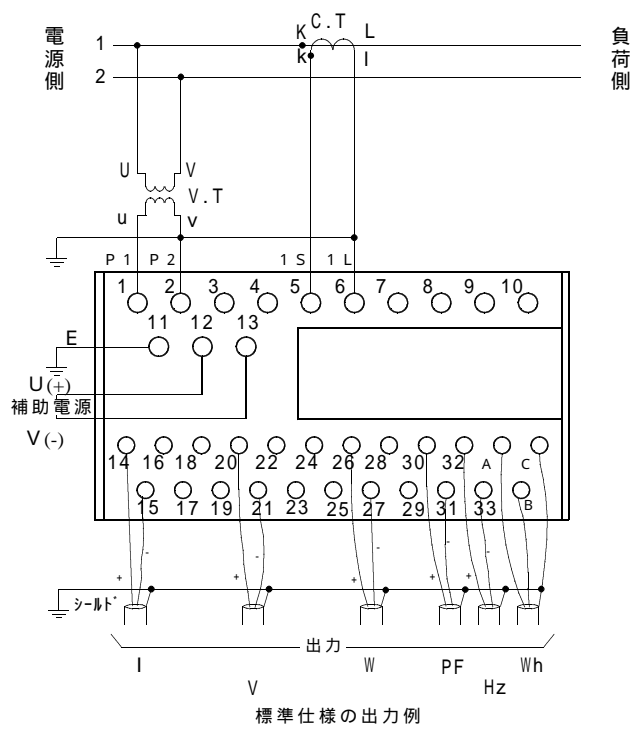 C.T
電源側
1
K
L
負荷側
k
l
2
U
V
V.T
u
v
P1 P2
1S 1L
1 2 3 4 5 6 7 8 9 10
11 12 13
E
U(+)
補助電源
V(-)
14 16 18 20 22 24 26 28 30 32 A C
15 17 19 21 23 25 27 29 31 33 B
- - - - -
+ + + + +
ｼｰﾙﾄﾞ
出力
I
V
W
PF
Hz
Wh
標準仕様の出力例